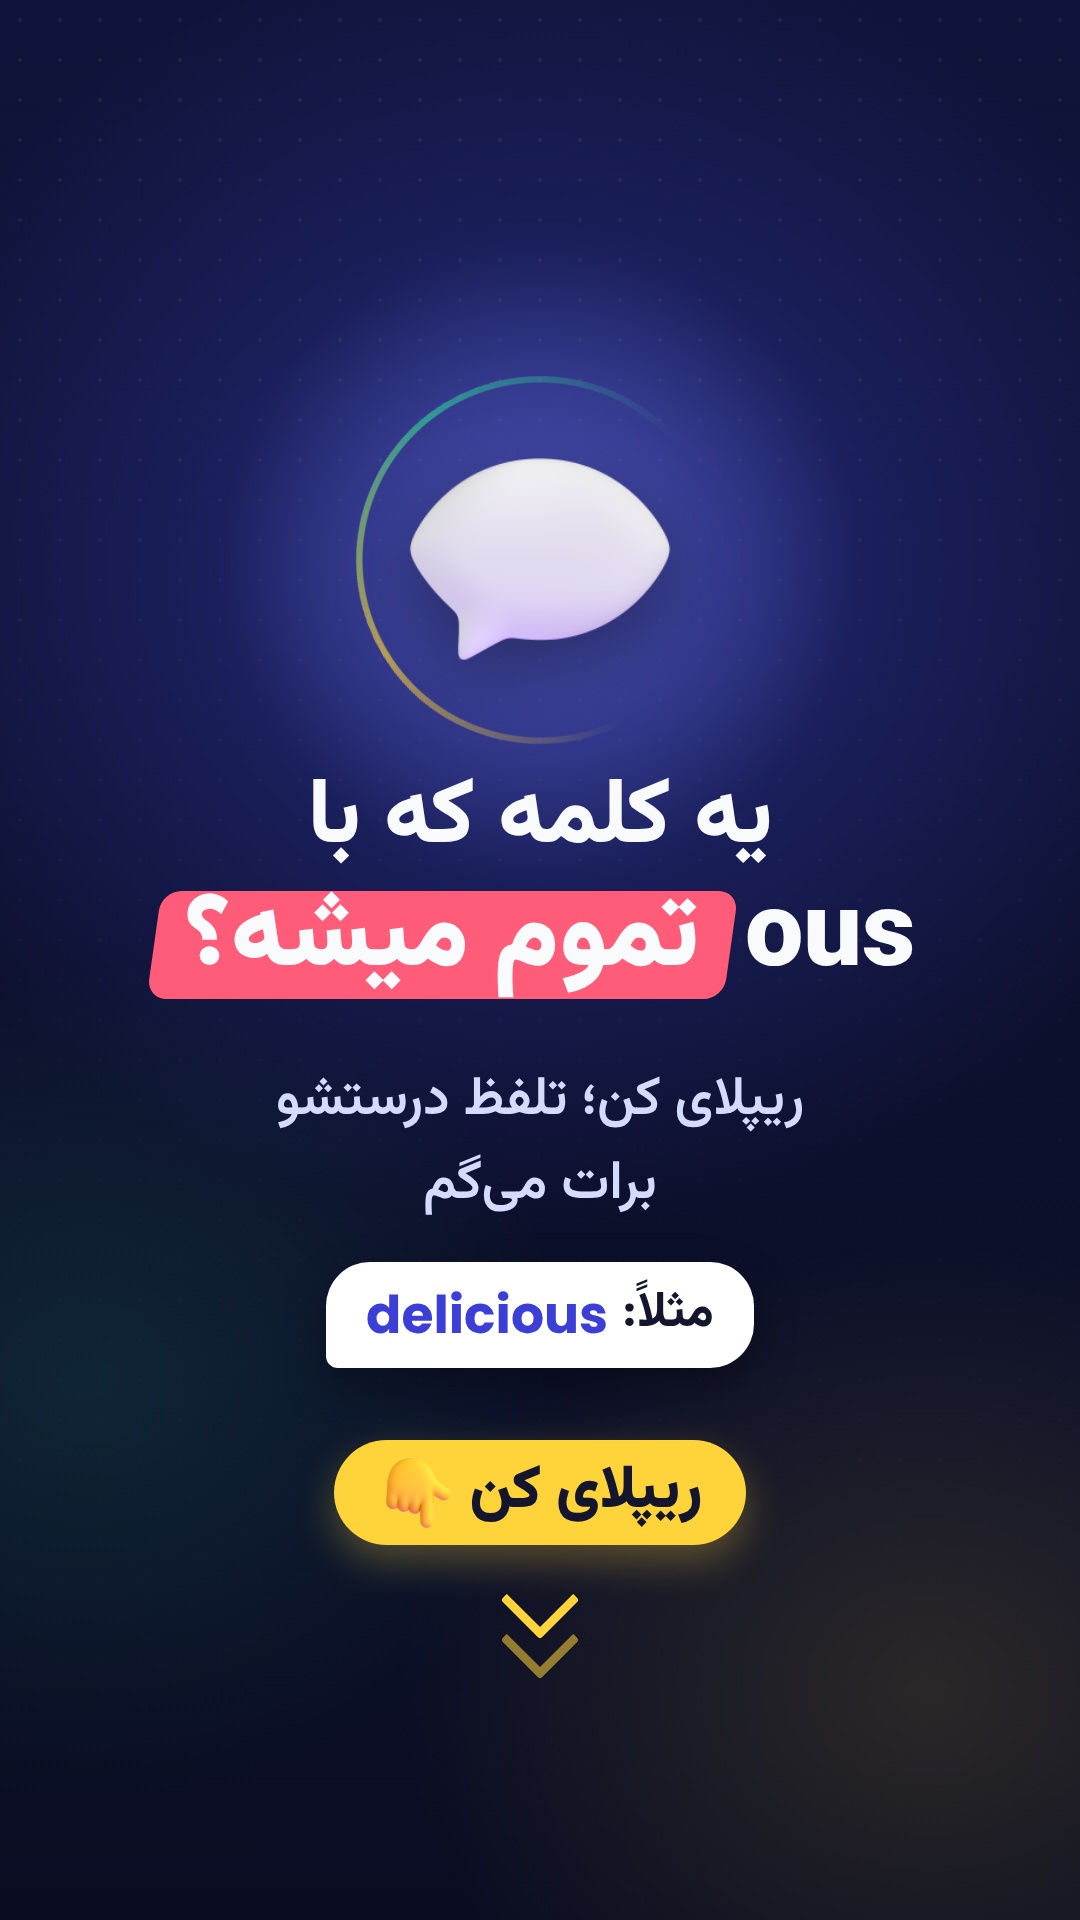 یه کلمه که با
ous تموم میشه؟
ریپلای کن؛ تلفظ درستشو
برات می‌گم
مثلاً: delicious
ریپلای کن 👇